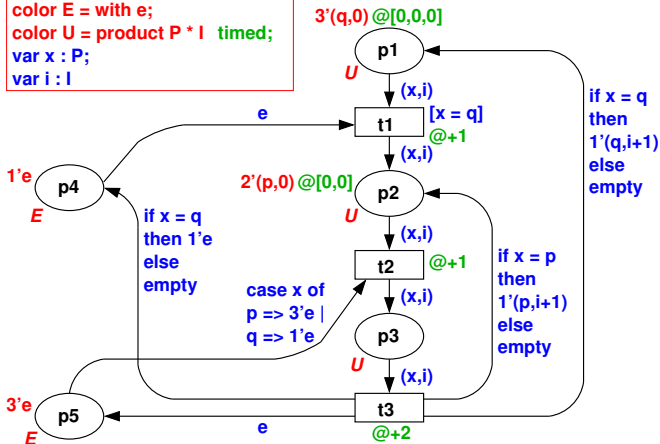 color E = with e;
color U = product P * I timed;
var x : P;
var i : I
3'(q,0) @[0,0,0]
p1
U
(x,i)
e
t1
[x = q]
@+1
(x,i)
if x = q
then
1'(q,i+1)
else
empty
1'e
p4
E
2'(p,0) @[0,0]
p2
U
(x,i)
if x = q
then 1'e
else
empty
t2
@+1
(x,i)
if x = p
then
1'(p,i+1)
else
empty
case x of
p => 3'e |
q => 1'e
p3
U
(x,i)
3'e
p5
E
e
t3
@+2